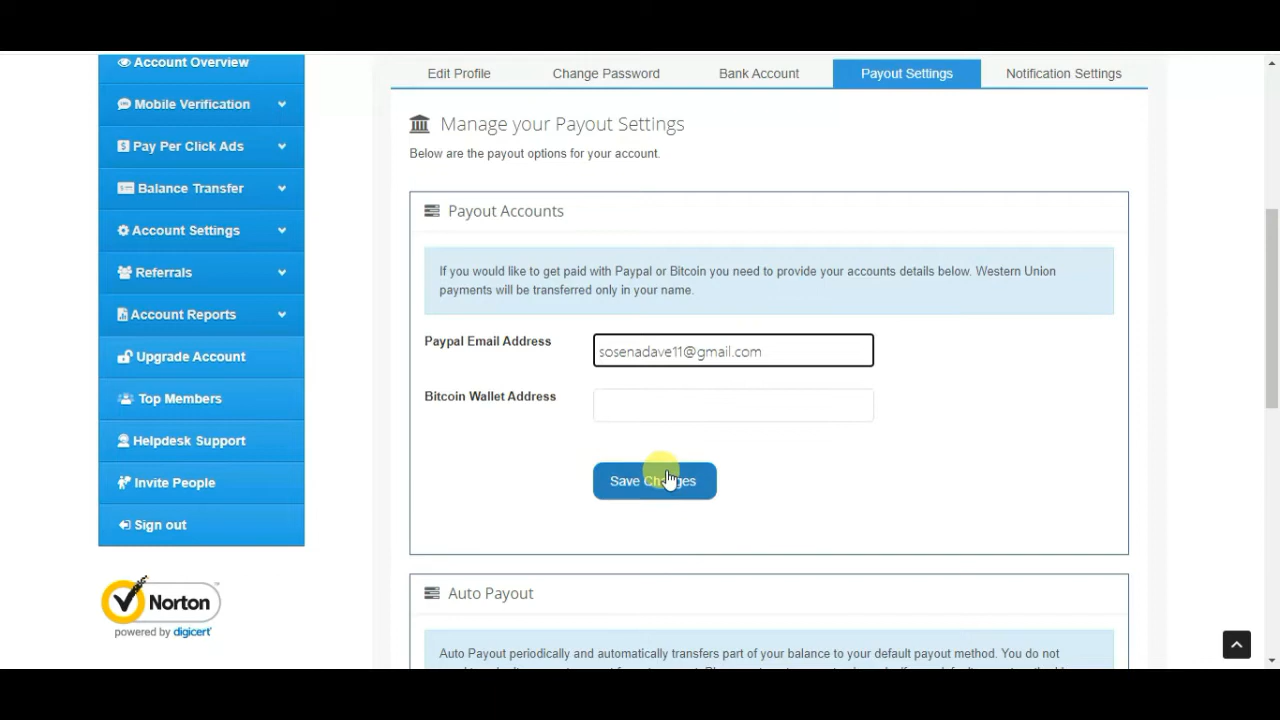 Account Overview
Mobile Verification
Pay Per Click Ads
Balance Transfer
Account Settings
Referrals
Account Reports
Upgrade Account
Top Members
Helpdesk Support
Invite People
Sign out
Norton
powered by digicert
Edit Profile
Change Password
Bank Account
Payout Settings
Notification Settings
Manage your Payout Settings
Below are the payout options for your account.
Payout Accounts
If you would like to get paid with Paypal or Bitcoin you need to provide your accounts details below. Western Union
payments will be transferred only in your name.
Paypal Email Address
sosenadave11@gmail.com
Bitcoin Wallet Address
Save Changes
Auto Payout
Auto Payout periodically and automatically transfers part of your balance to your default payout method. You do not